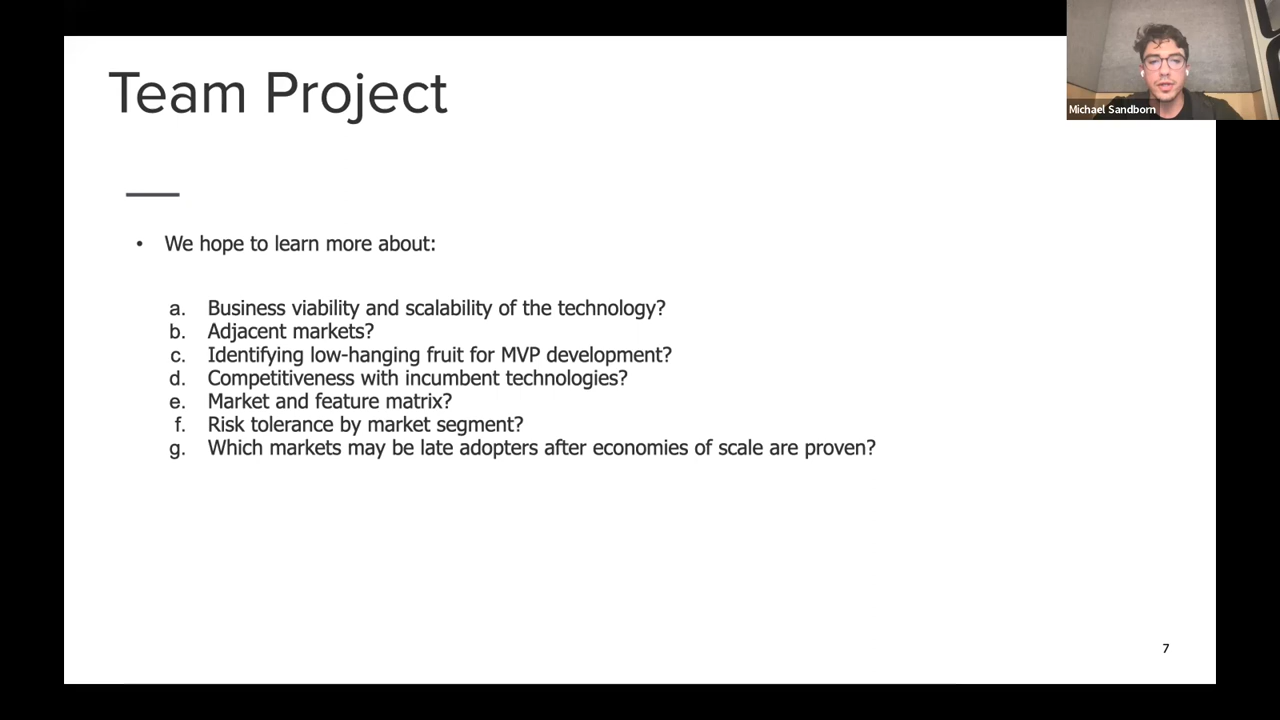 Team Project
Michael Sandborn
• We hope to learn more about:
a. Business viability and scalability of the technology?
b. Adjacent markets?
c. Identifying low-hanging fruit for MVP development?
d. Competitiveness with incumbent technologies?
e. Market and feature matrix?
f. Risk tolerance by market segment?
g. Which markets may be late adopters after economies of scale are proven?
7